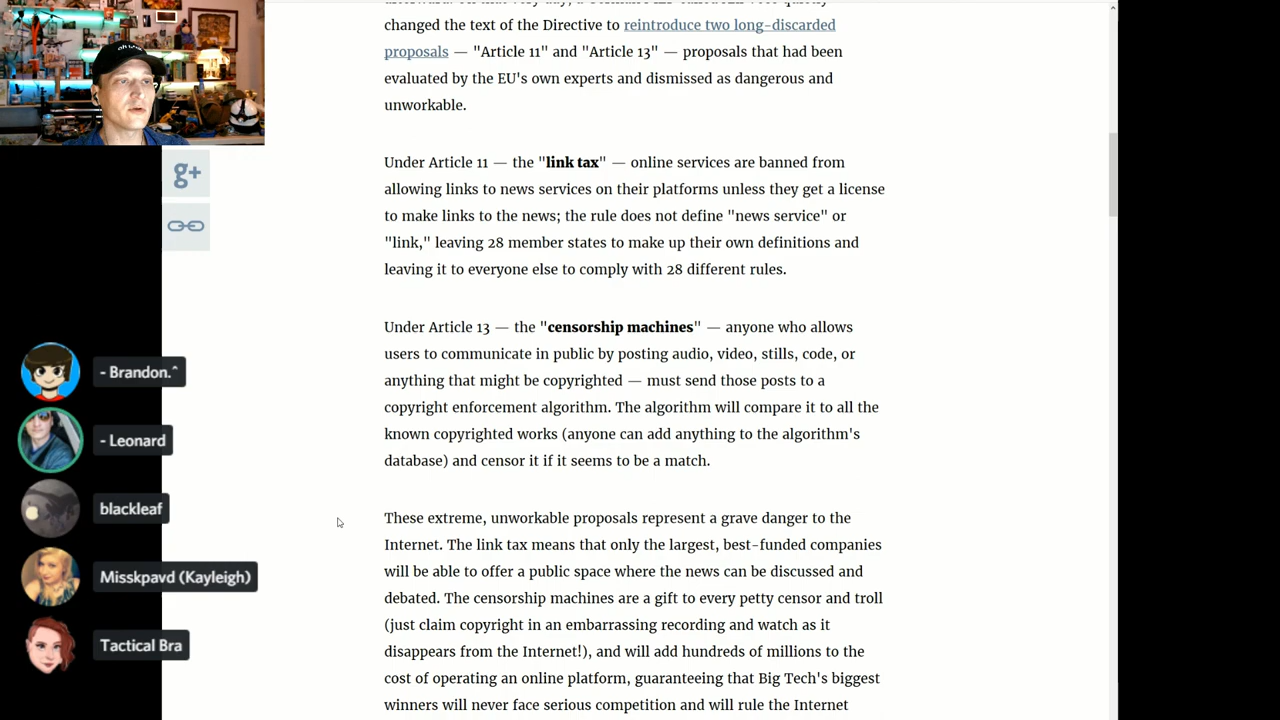 changed the text of the Directive to reintroduce two long-discarded
proposals — "Article 11" and "Article 13" — proposals that had been
evaluated by the EU's own experts and dismissed as dangerous and
unworkable.
g+
Under Article 11 — the "link tax" — online services are banned from
allowing links to news services on their platforms unless they get a license
to make links to the news; the rule does not define "news service" or
"link," leaving 28 member states to make up their own definitions and
leaving it to everyone else to comply with 28 different rules.
Under Article 13 — the "censorship machines" — anyone who allows
users to communicate in public by posting audio, video, stills, code, or
anything that might be copyrighted — must send those posts to a
copyright enforcement algorithm. The algorithm will compare it to all the
known copyrighted works (anyone can add anything to the algorithm's
database) and censor it if it seems to be a match.
These extreme, unworkable proposals represent a grave danger to the
Internet. The link tax means that only the largest, best-funded companies
will be able to offer a public space where the news can be discussed and
debated. The censorship machines are a gift to every petty censor and troll
(just claim copyright in an embarrassing recording and watch as it
disappears from the Internet!), and will add hundreds of millions to the
cost of operating an online platform, guaranteeing that Big Tech's biggest
winners will never face serious competition and will rule the Internet
- Brandon.^
- Leonard
blackleaf
Misskpavd (Kayleigh)
Tactical Bra